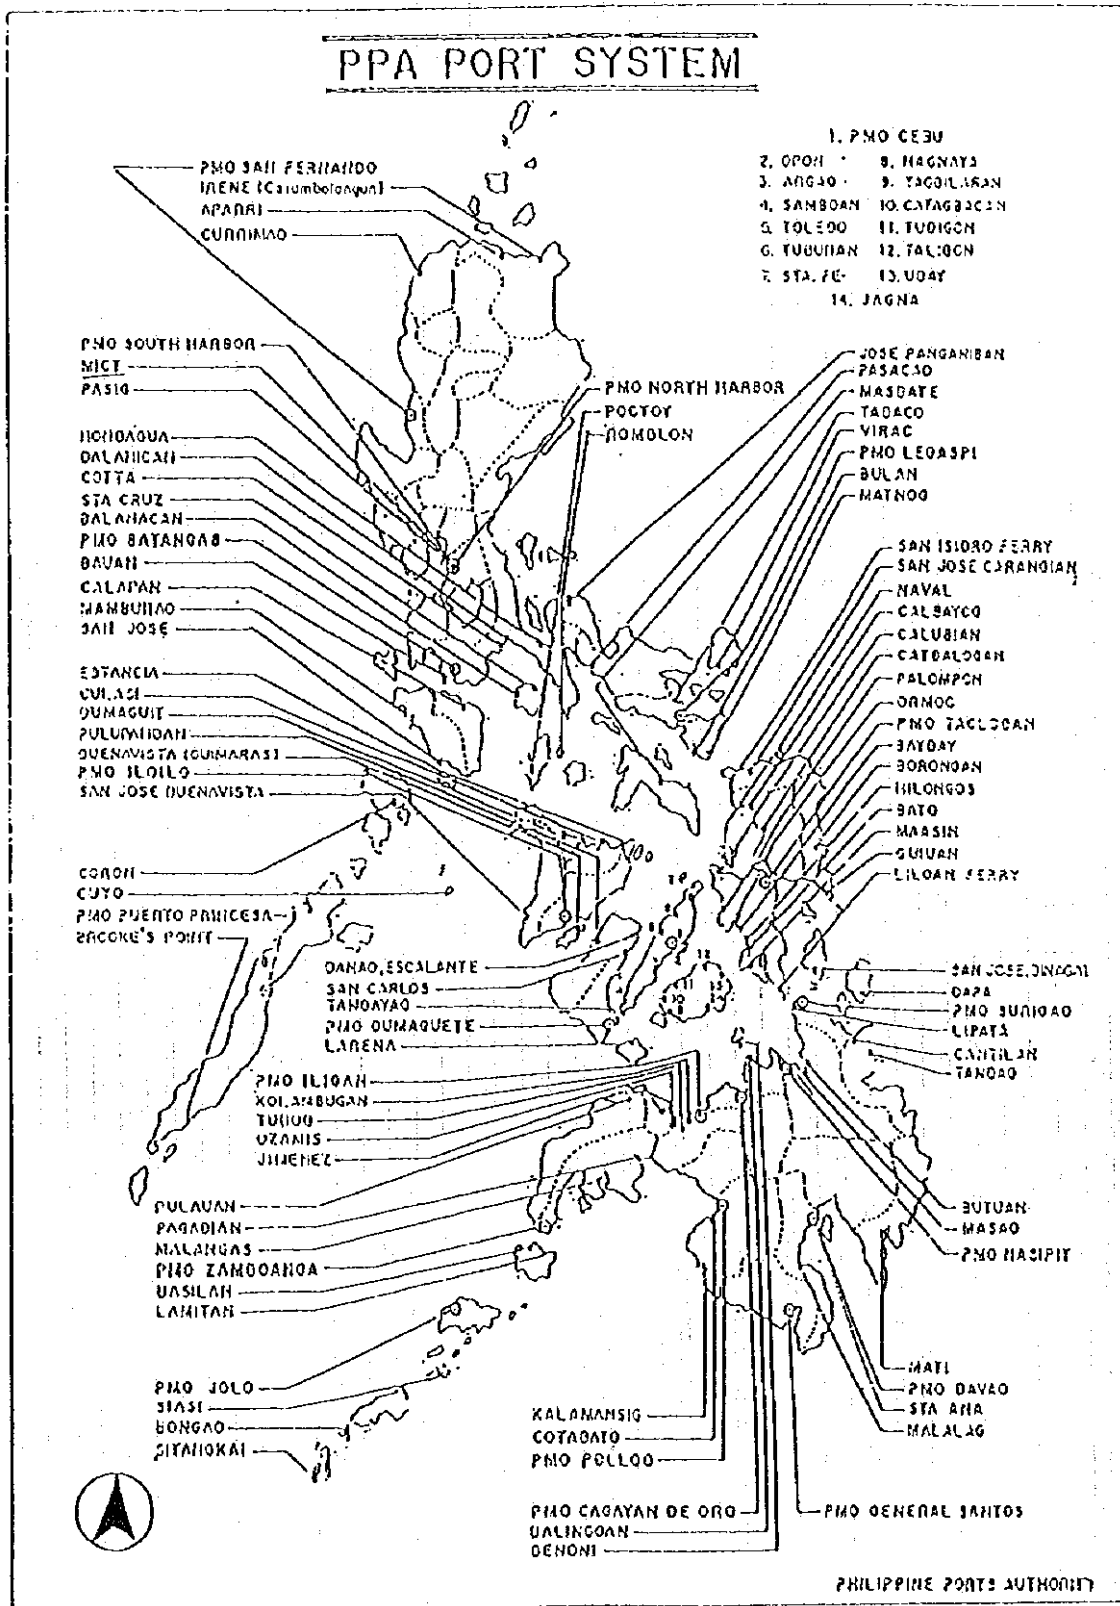 PPA PORT SYSTEM
1. PMO CEBU
2. OPON 8. HAGNAYA
3. ARGAO 9. TAGBILARAN
4. SAMBOAN 10. CATAGBACAN
5. TOLEDO 11. TUBIGON
6. TUBURAN 12. TALIBON
7. STA. FE 13. UBAY
14. JAGNA
PMO SAN FERNANDO
IRENE
APARRI
CURRIMAO
PMO SOUTH HARBOR
MICT
PASIG
HONDAGUA
DALAHICAN
COTTA
STA CRUZ
BALANACAN
PMO BATANGAS
BAUAN
CALAPAN
MAMBURAO
SAN JOSE
ESTANCIA
CULASI
DUMAGUIT
PULUPANDAN
BUENAVISTA (GUIMARAS)
PMO ILOILO
SAN JOSE BUENAVISTA
CORON
CUYO
PMO PUERTO PRINCESA
BROOKE'S POINT
PMO NORTH HARBOR
POCTOY
ROMBLON
JOSE PANGANIBAN
PASACAO
MASBATE
TABACO
VIRAC
PMO LEGASPI
BULAN
MATNOG
SAN ISIDRO FERRY
SAN JOSE CARANGIAN
NAVAL
CALBAYOG
CALUBIAN
CATBALOGAN
PALOMPON
ORMOC
PMO TACLOBAN
BAYBAY
BORONGAN
HILONGOS
BATO
MAASIN
GUIUAN
LILOAN FERRY
DANAO, ESCALANTE
SAN CARLOS
TANDAYAG
PMO DUMAGUETE
LARENA
SAN JOSE, DINAGAT
DAPA
PMO SURIGAO
LIPATA
CANTILAN
TANDAG
PMO ILIGAN
KOLAMBUGAN
TUBOD
OZAMIS
JIMENEZ
PULAUAN
PAGADIAN
MALANGAS
PMO ZAMBOANGA
BASILAN
LAMITAN
BUTUAN
MASAO
PMO NASIPIT
PMO JOLO
SIASI
BONGAO
SITANGKAI
KALAMANSIG
COTABATO
PMO POLLOC
MATI
PMO DAVAO
STA ANA
MALALAG
PMO CAGAYAN DE ORO
BALINGOAN
BENONI
PMO GENERAL SANTOS
PHILIPPINE PORTS AUTHORITY